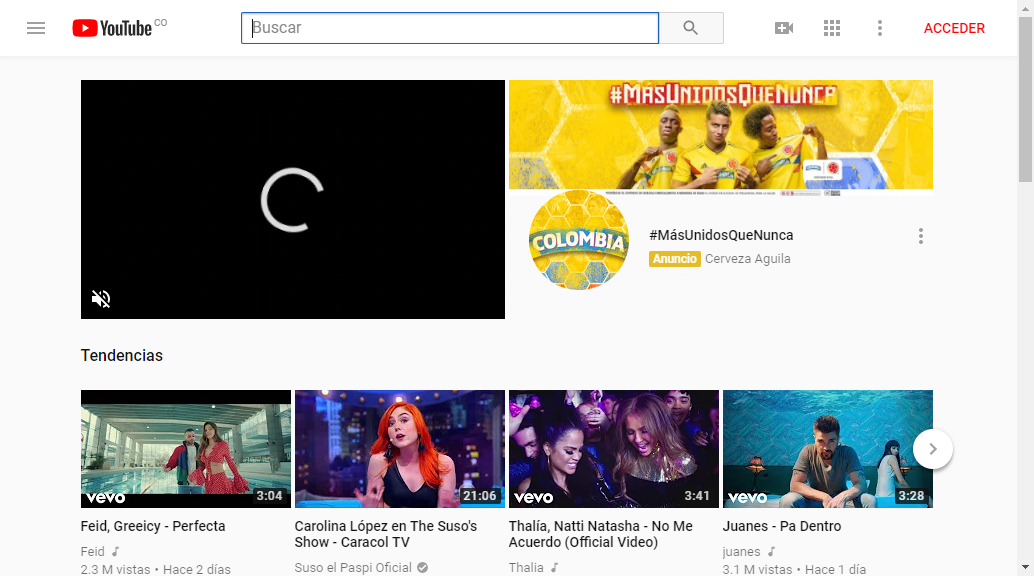 YouTube CO
Buscar
ACCEDER
#MÁSUNIDOSQUENUNCA
COLOMBIA
#MásUnidosQueNunca
Anuncio Cerveza Aguila
Tendencias
vevo 3:04
21:06
vevo 3:41
vevo 3:28
Feid, Greeicy - Perfecta
Feid
2.3 M vistas • Hace 2 días
Carolina López en The Suso's
Show - Caracol TV
Suso el Paspi Oficial
Thalía, Natti Natasha - No Me
Acuerdo (Official Video)
Thalia
Juanes - Pa Dentro
juanes
3.1 M vistas • Hace 1 día